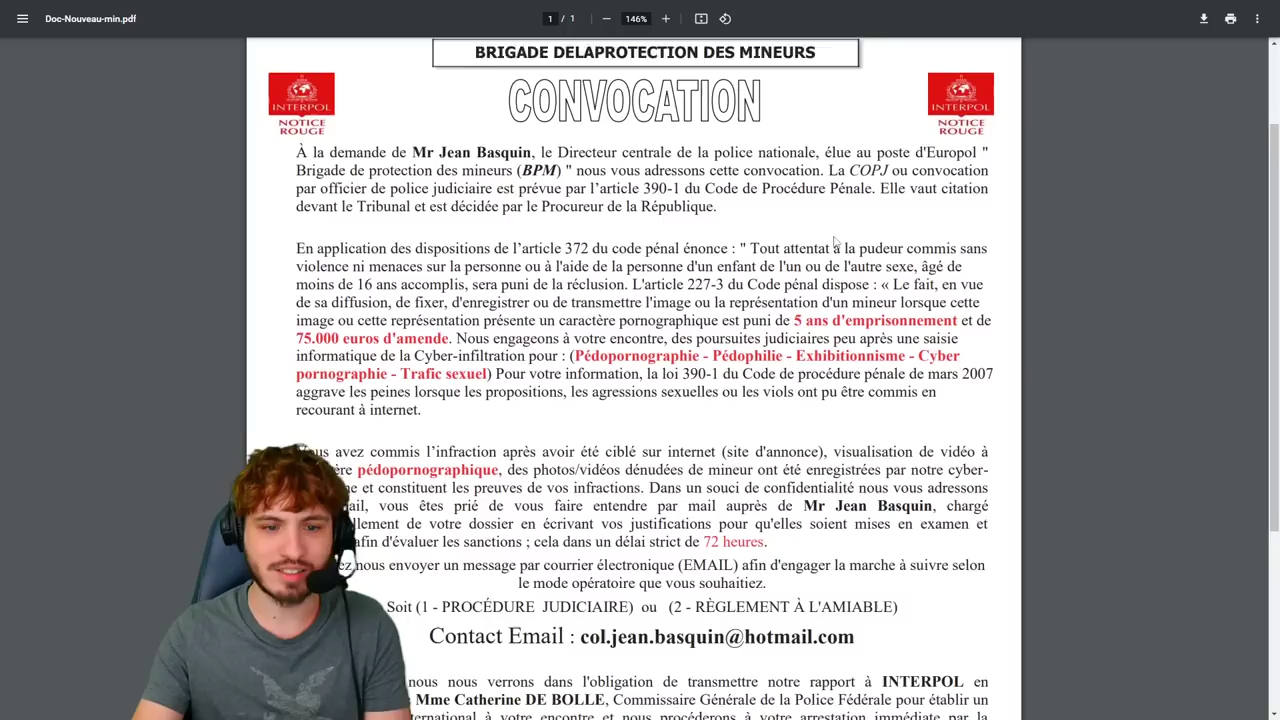 Doc-Nouveau-min.pdf
1 / 1
146%
BRIGADE DELAPROTECTION DES MINEURS
CONVOCATION
INTERPOL
NOTICE
ROUGE
INTERPOL
NOTICE
ROUGE
À la demande de Mr Jean Basquin, le Directeur centrale de la police nationale, élue au poste d'Europol "
Brigade de protection des mineurs (BPM) " nous vous adressons cette convocation. La COPJ ou convocation
par officier de police judiciaire est prévue par l’article 390-1 du Code de Procédure Pénale. Elle vaut citation
devant le Tribunal et est décidée par le Procureur de la République.
En application des dispositions de l’article 372 du code pénal énonce : " Tout attentat à la pudeur commis sans
violence ni menaces sur la personne ou à l'aide de la personne d'un enfant de l'un ou de l'autre sexe, âgé de
moins de 16 ans accomplis, sera puni de la réclusion. L'article 227-3 du Code pénal dispose : « Le fait, en vue
de sa diffusion, de fixer, d'enregistrer ou de transmettre l'image ou la représentation d'un mineur lorsque cette
image ou cette représentation présente un caractère pornographique est puni de 5 ans d'emprisonnement et de
75.000 euros d'amende. Nous engageons à votre encontre, des poursuites judiciaires peu après une saisie
informatique de la Cyber-infiltration pour : (Pédopornographie - Pédophilie - Exhibitionnisme - Cyber
pornographie - Trafic sexuel) Pour votre information, la loi 390-1 du Code de procédure pénale de mars 2007
aggrave les peines lorsque les propositions, les agressions sexuelles ou les viols ont pu être commis en
recourant à internet.
avez commis l’infraction après avoir été ciblé sur internet (site d'annonce), visualisation de vidéo à
pédopornographique, des photos/vidéos dénudées de mineur ont été enregistrées par notre cyber-
et constituent les preuves de vos infractions. Dans un souci de confidentialité nous vous adressons
vous êtes prié de vous faire entendre par mail auprès de Mr Jean Basquin, chargé
de votre dossier en écrivant vos justifications pour qu'elles soient mises en examen et
afin d'évaluer les sanctions ; cela dans un délai strict de 72 heures.
nous envoyer un message par courrier électronique (EMAIL) afin d'engager la marche à suivre selon
le mode opératoire que vous souhaitiez.
Soit (1 - PROCÉDURE JUDICIAIRE) ou (2 - RÈGLEMENT À L'AMIABLE)
Contact Email : col.jean.basquin@hotmail.com
nous nous verrons dans l'obligation de transmettre notre rapport à INTERPOL en
Mme Catherine DE BOLLE, Commissaire Générale de la Police Fédérale pour établir un
à votre encontre et nous procéderons à votre arrestation immédiate par la